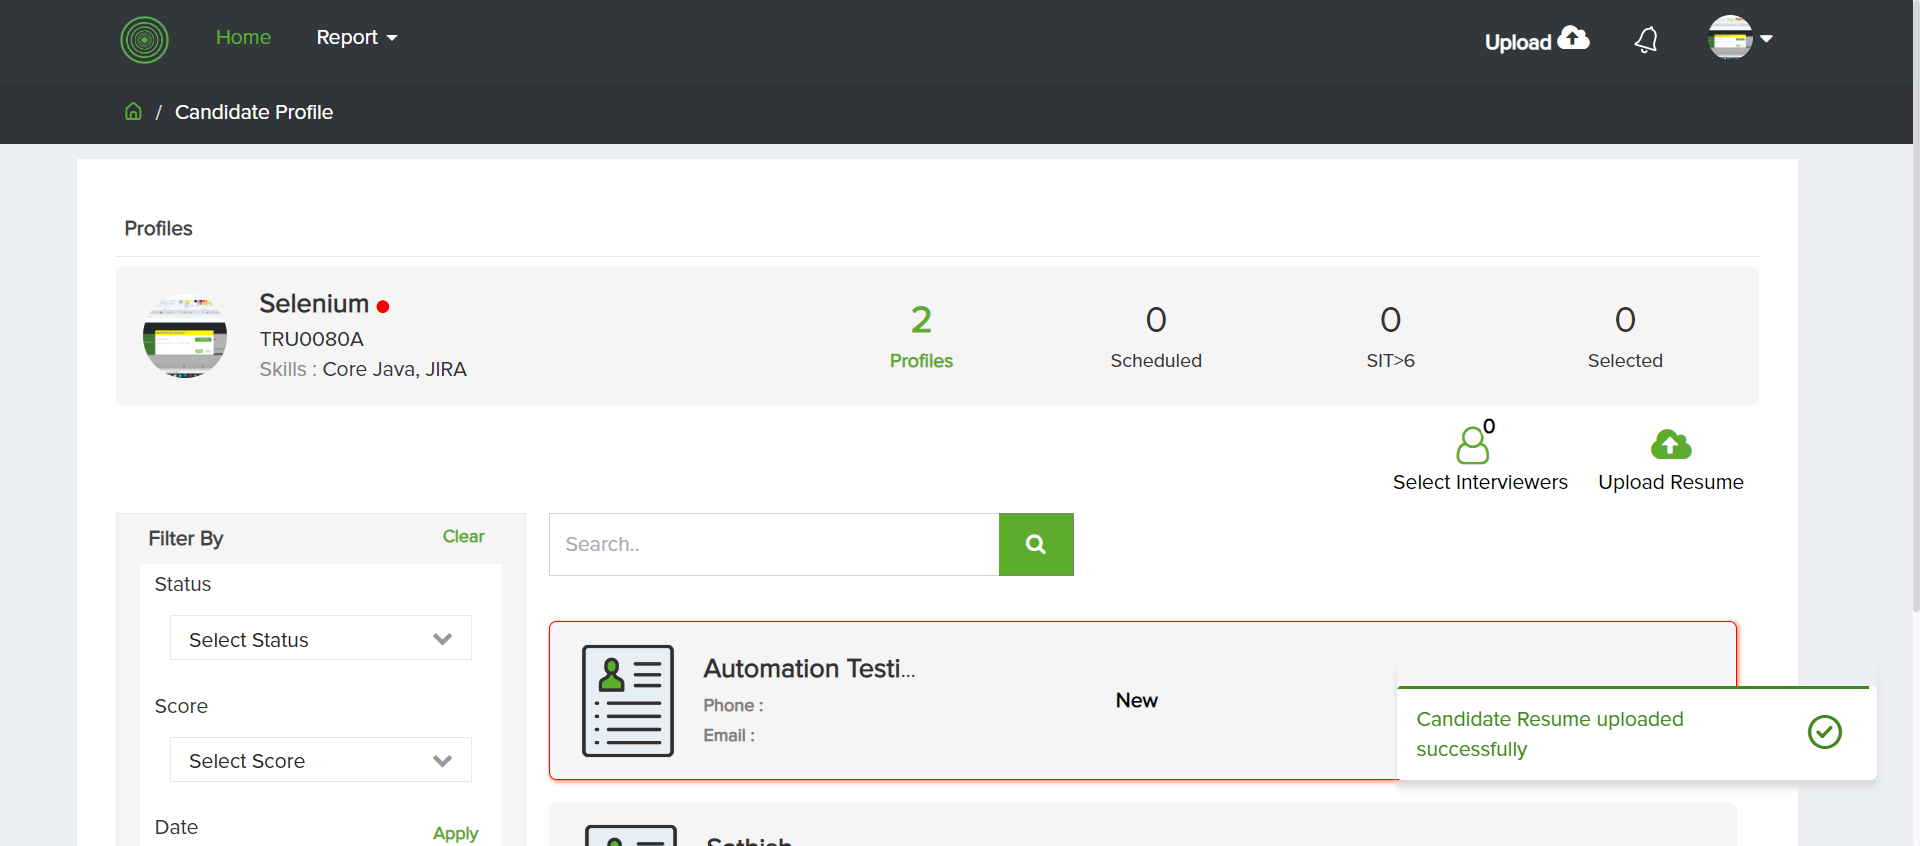 Home
Report
Upload
/ Candidate Profile
Profiles
Selenium
TRU0080A
Skills : Core Java, JIRA
2
Profiles
0
Scheduled
0
SIT>6
0
Selected
0
Select Interviewers
Upload Resume
Filter By
Clear
Status
Select Status
Score
Select Score
Date
Apply
Search..
Automation Testi...
Phone :
Email :
New
Candidate Resume uploaded
successfully